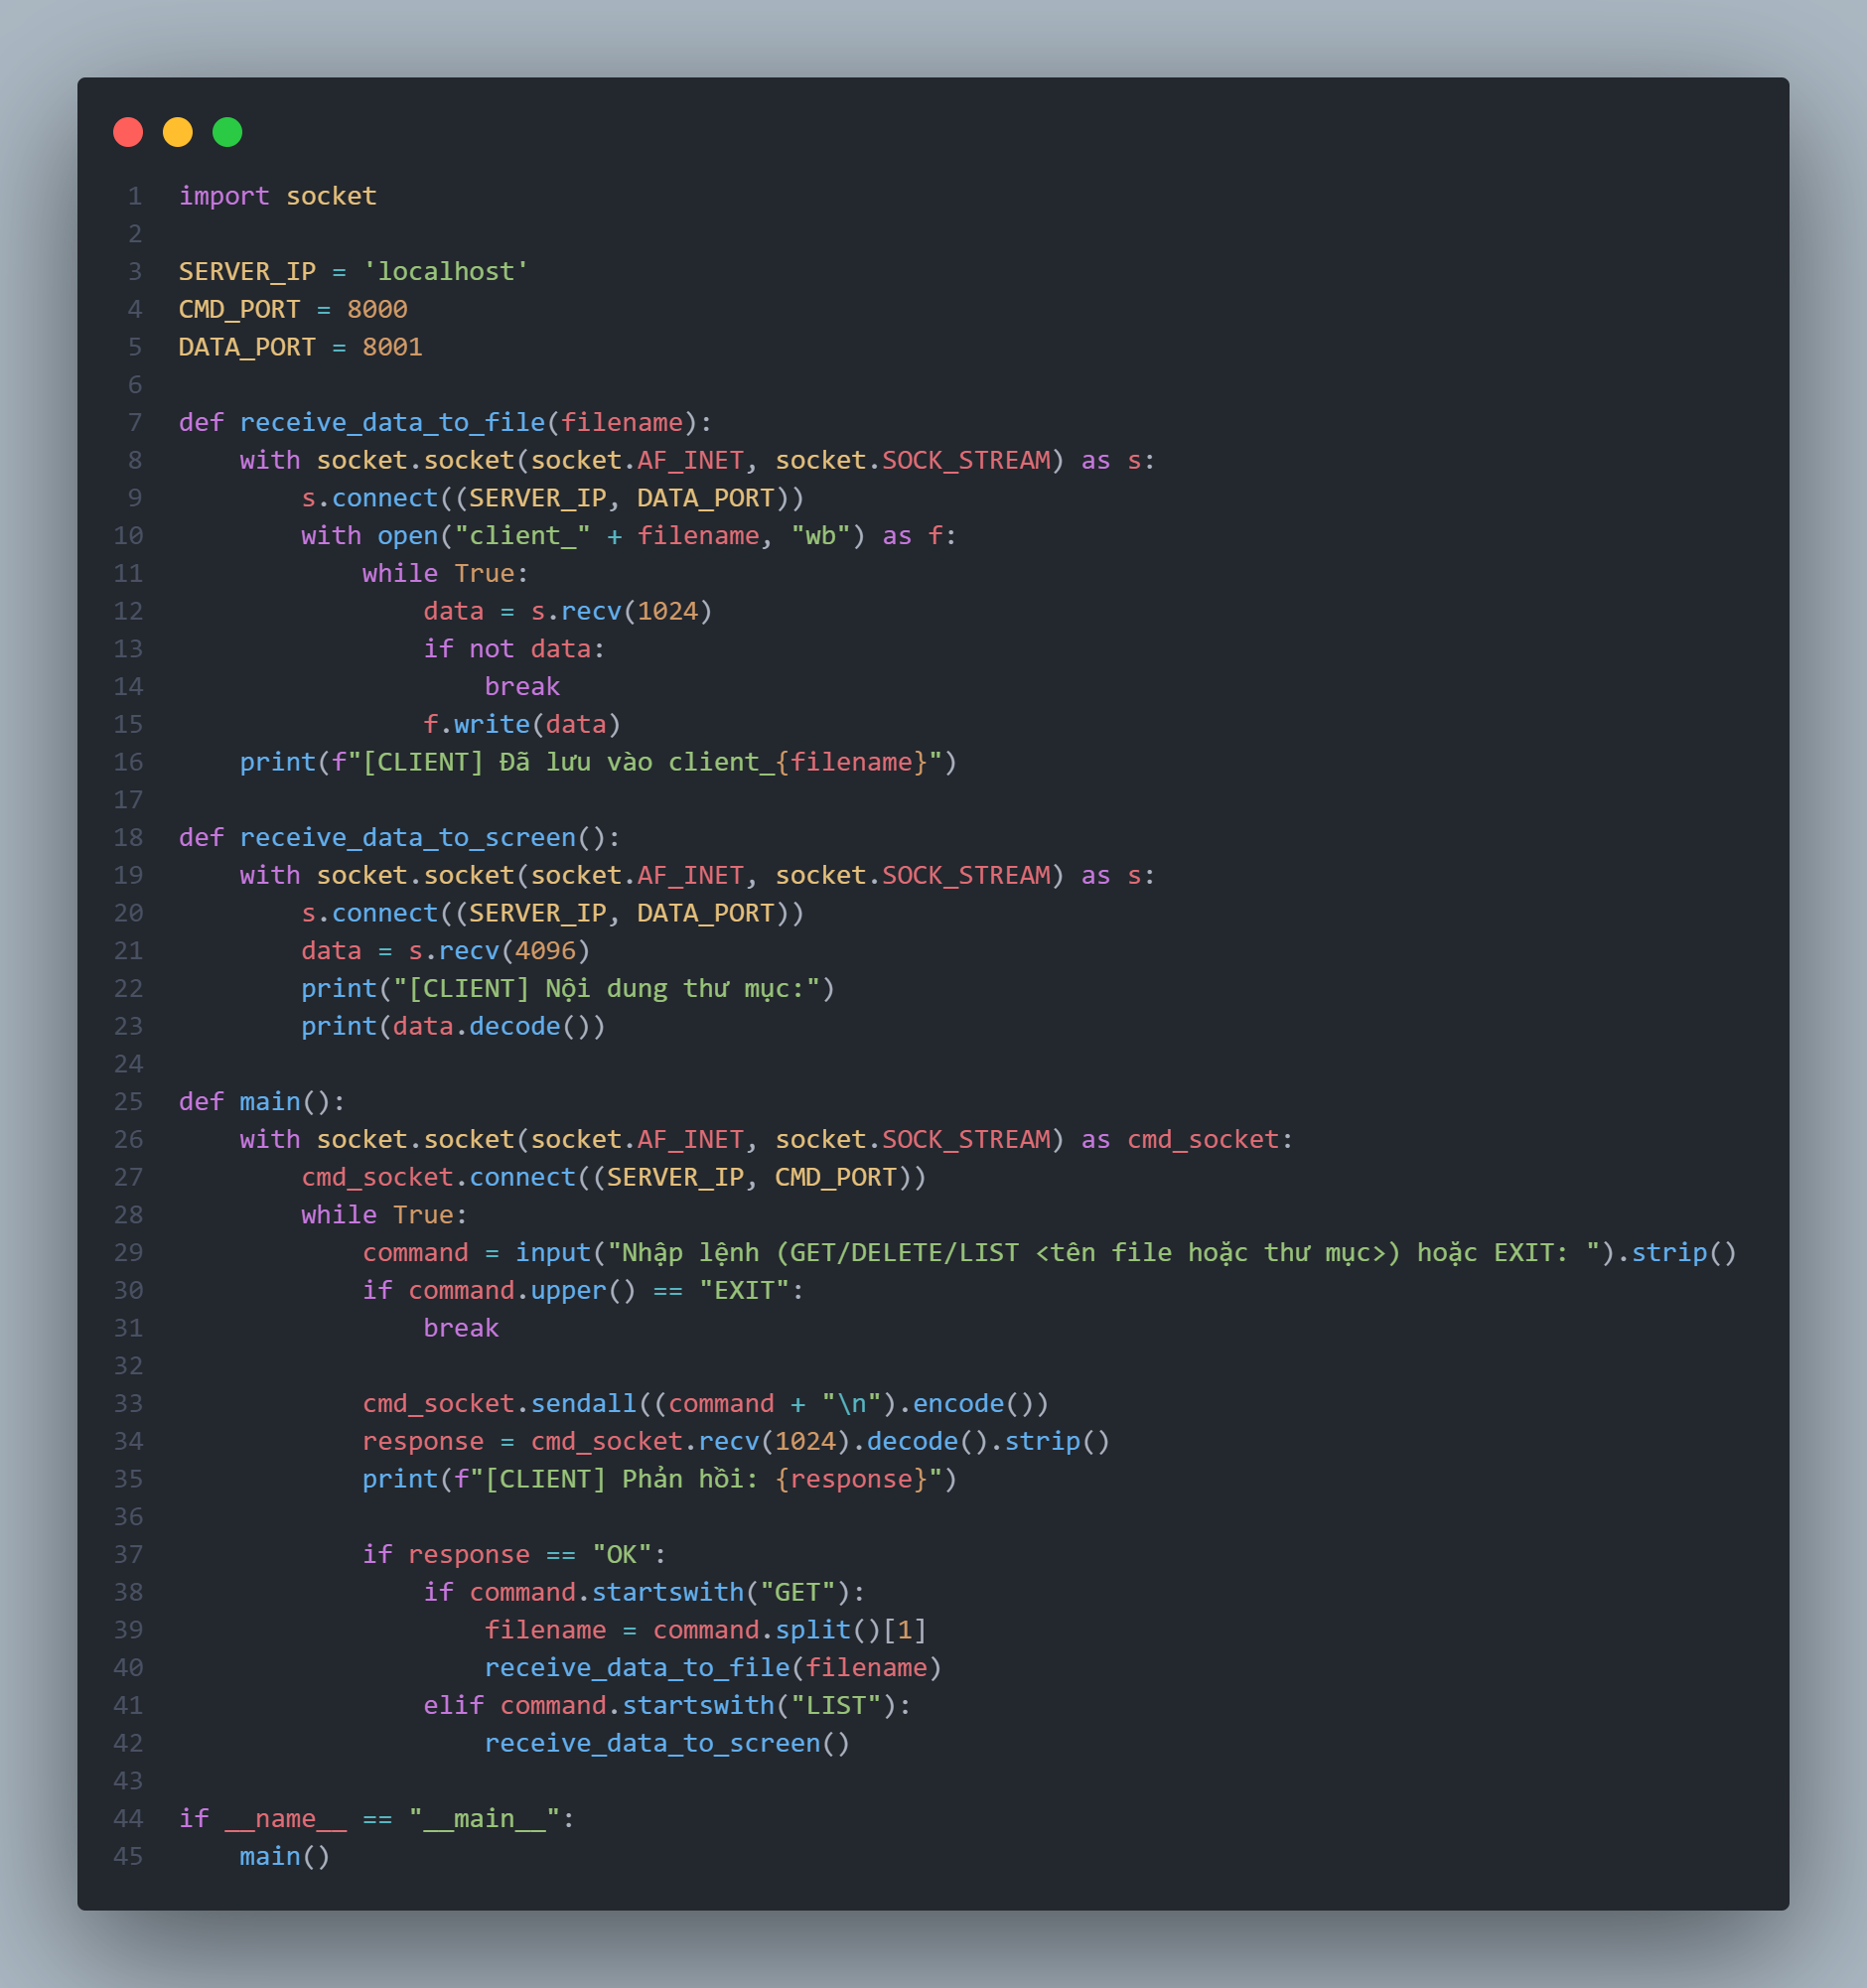 1 import socket
2
3 SERVER_IP = 'localhost'
4 CMD_PORT = 8000
5 DATA_PORT = 8001
6
7 def receive_data_to_file(filename):
8     with socket.socket(socket.AF_INET, socket.SOCK_STREAM) as s:
9         s.connect((SERVER_IP, DATA_PORT))
10         with open("client_" + filename, "wb") as f:
11             while True:
12                 data = s.recv(1024)
13                 if not data:
14                     break
15                 f.write(data)
16     print(f"[CLIENT] Đã lưu vào client_{filename}")
17
18 def receive_data_to_screen():
19     with socket.socket(socket.AF_INET, socket.SOCK_STREAM) as s:
20         s.connect((SERVER_IP, DATA_PORT))
21         data = s.recv(4096)
22         print("[CLIENT] Nội dung thư mục:")
23         print(data.decode())
24
25 def main():
26     with socket.socket(socket.AF_INET, socket.SOCK_STREAM) as cmd_socket:
27         cmd_socket.connect((SERVER_IP, CMD_PORT))
28         while True:
29             command = input("Nhập lệnh (GET/DELETE/LIST <tên file hoặc thư mục>) hoặc EXIT: ").strip()
30             if command.upper() == "EXIT":
31                 break
32
33             cmd_socket.sendall((command + "\n").encode())
34             response = cmd_socket.recv(1024).decode().strip()
35             print(f"[CLIENT] Phản hồi: {response}")
36
37             if response == "OK":
38                 if command.startswith("GET"):
39                     filename = command.split()[1]
40                     receive_data_to_file(filename)
41                 elif command.startswith("LIST"):
42                     receive_data_to_screen()
43
44 if __name__ == "__main__":
45     main()